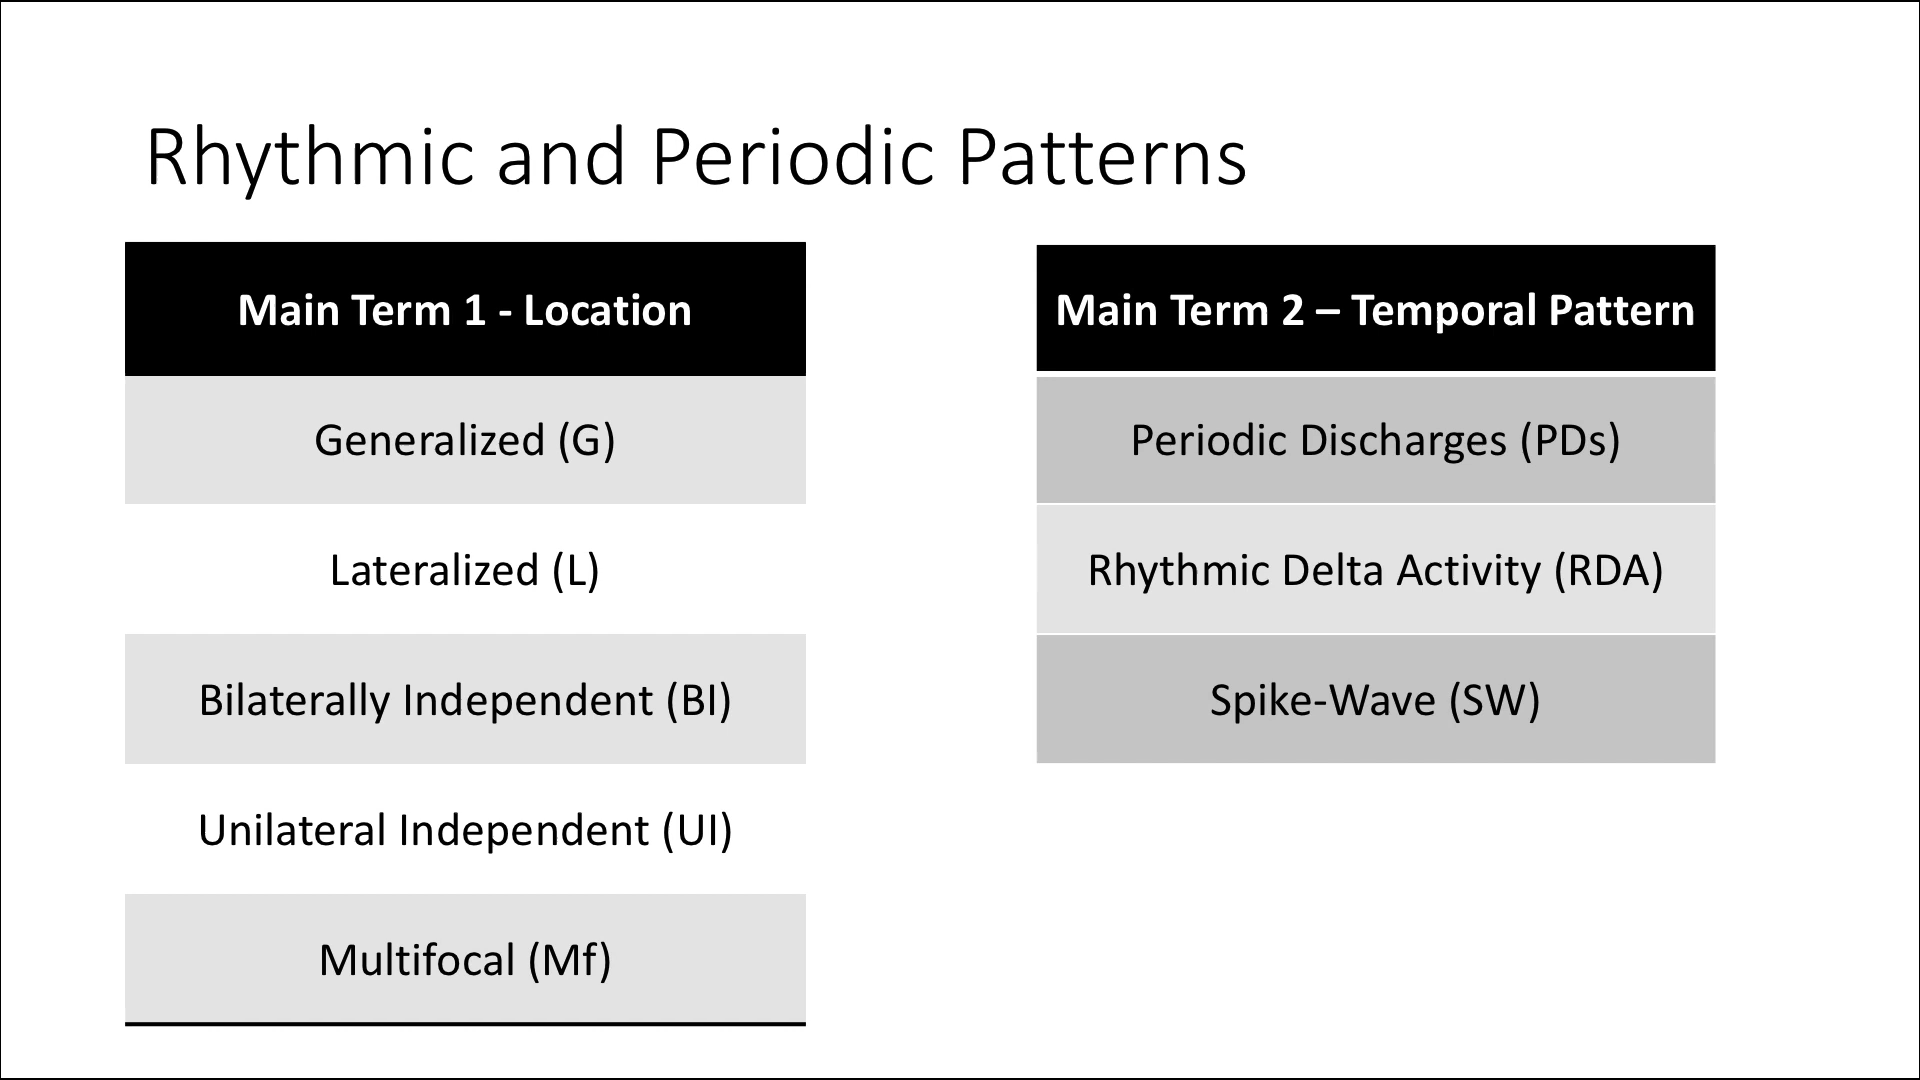 Rhythmic and Periodic Patterns
Main Term 1 - Location
Generalized (G)
Lateralized (L)
Bilaterally Independent (BI)
Unilateral Independent (UI)
Multifocal (Mf)
Main Term 2 – Temporal Pattern
Periodic Discharges (PDs)
Rhythmic Delta Activity (RDA)
Spike-Wave (SW)